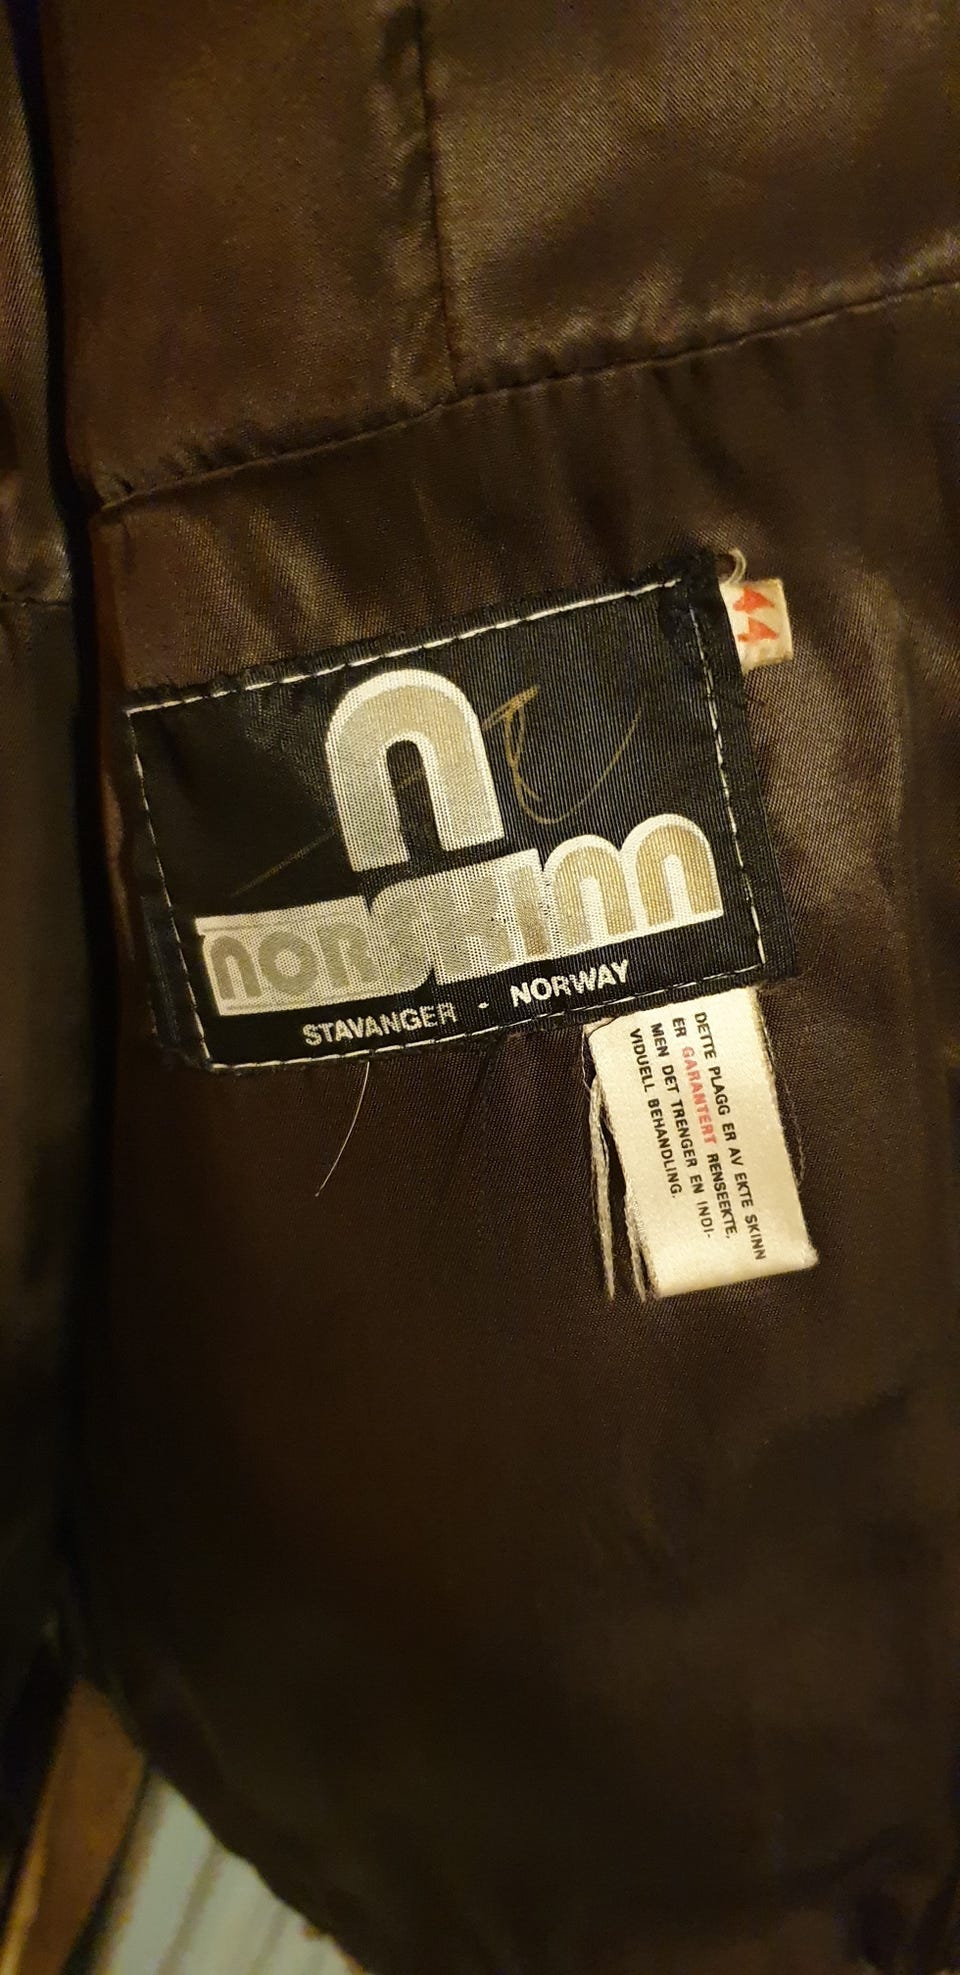 44
n
norskinn
STAVANGER - NORWAY
DETTE PLAGG ER AV EKTE SKINN
ER GARANTERT RENSEEKTE,
MEN DET TRENGER EN INDI-
VIDUELL BEHANDLING.